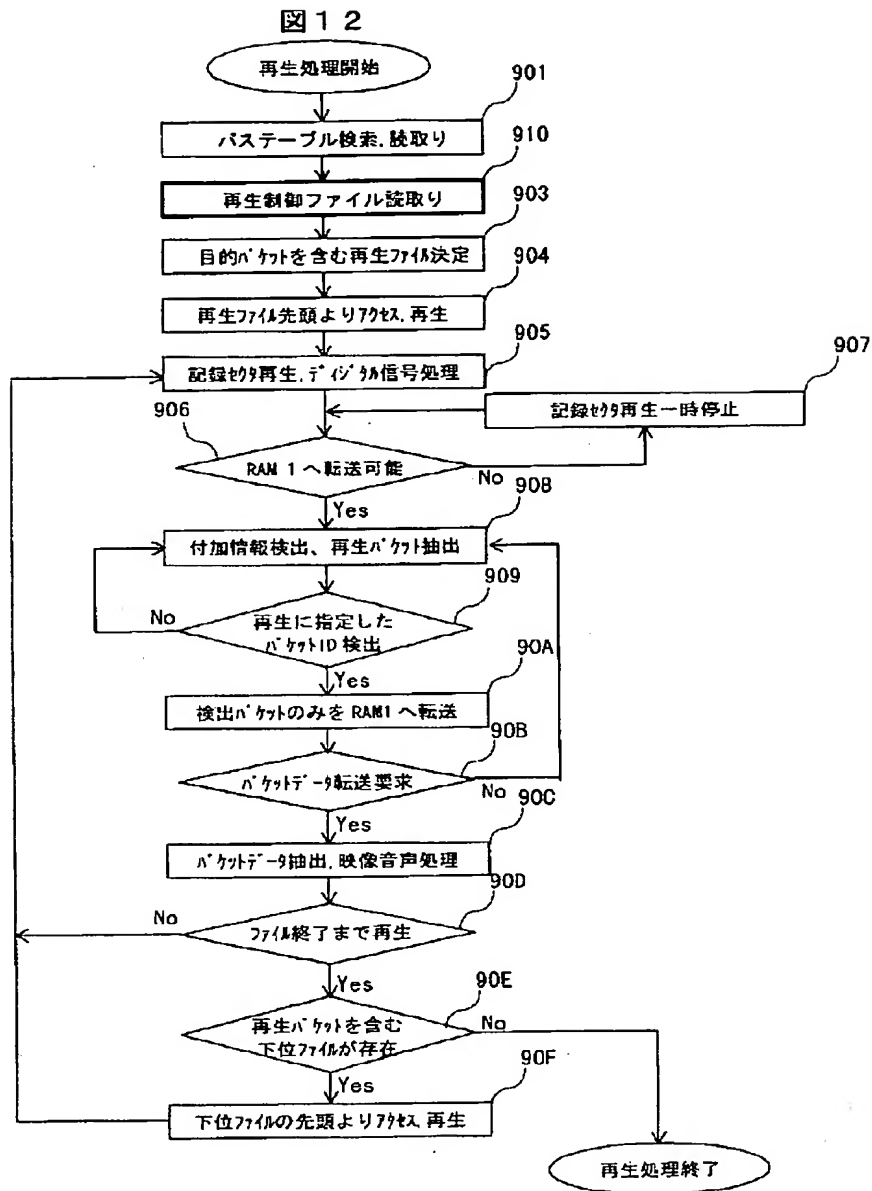 図12
再生処理開始
901
パステーブル検索、読取り
910
再生制御ファイル読取り
903
目的パケットを含む再生ファイル決定
904
再生ファイル先頭よりアクセス、再生
905
記録セクタ再生、ディジタル信号処理
907
記録セクタ再生一時停止
906
RAM1へ転送可能
No
Yes
908
付加情報検出、再生パケット抽出
909
再生に指定した
パケットID検出
No
Yes
90A
検出パケットのみをRAM1へ転送
90B
パケットデータ転送要求
No
Yes
90C
パケットデータ抽出、映像音声処理
90D
ファイル終了まで再生
No
Yes
90E
再生パケットを含む
下位ファイルが存在
No
Yes
90F
下位ファイルの先頭よりアクセス、再生
再生処理終了